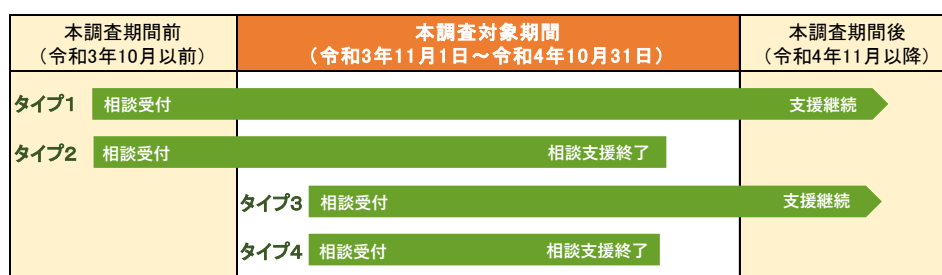 本調査期間前
（令和3年10月以前）
本調査対象期間
（令和3年11月1日～令和4年10月31日）
本調査期間後
（令和4年11月以降）
タイプ1 相談受付 支援継続
タイプ2 相談受付 相談支援終了
タイプ3 相談受付 支援継続
タイプ4 相談受付 相談支援終了